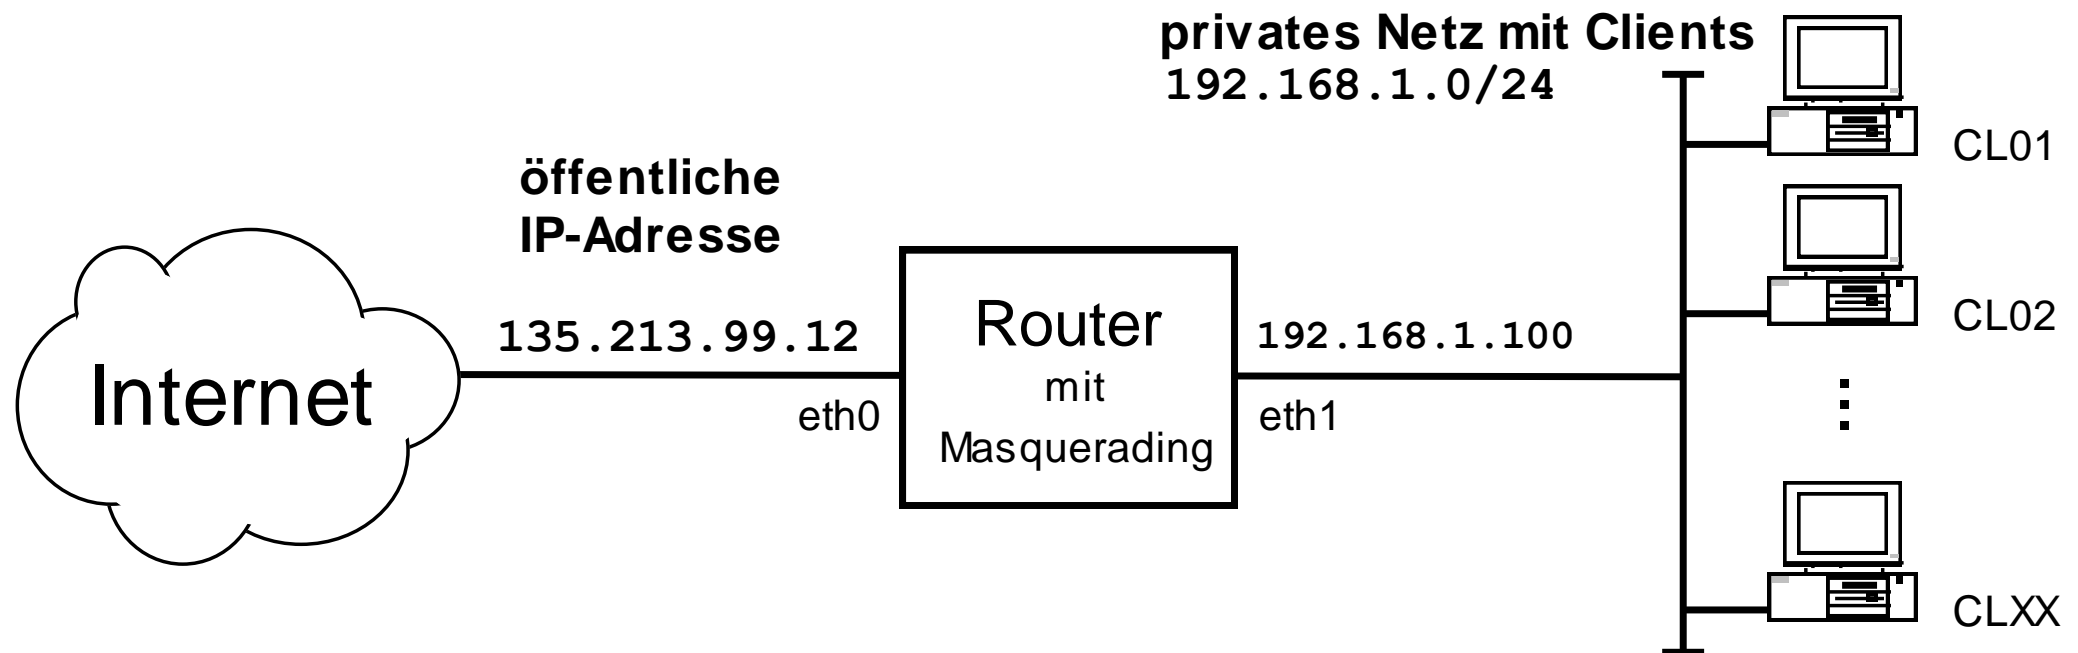 privates Netz mit Clients
192.168.1.0/24
CL01
öffentliche
IP-Adresse
CL02
135.213.99.12
Router
192.168.1.100
Internet
mit
eth0
eth1
Masquerading
CLXX